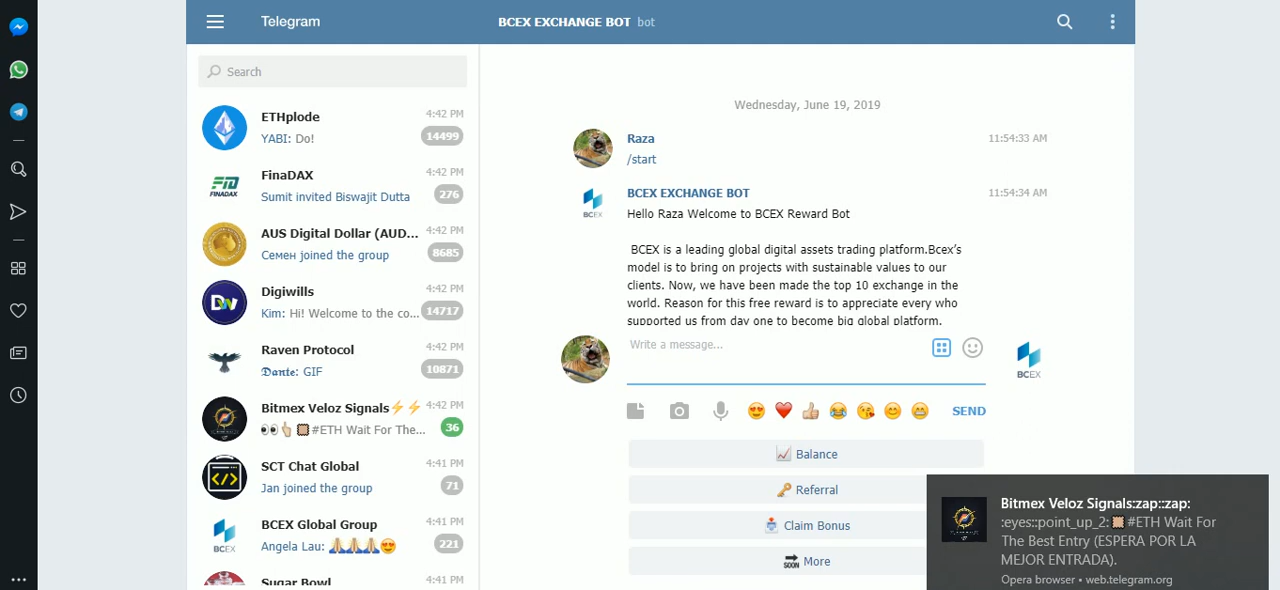 Telegram
BCEX EXCHANGE BOT bot
Search
ETHplode 4:42 PM
YABI: Do! 14499
FinaDAX 4:42 PM
FINADAX
Sumit invited Biswajit Dutta 276
AUS Digital Dollar (AUD... 4:42 PM
Семен joined the group 8685
Digiwills 4:42 PM
Kim: Hi! Welcome to the co... 14717
Raven Protocol 4:42 PM
𝕯𝖆𝖓𝖙𝖊: GIF 10871
Bitmex Veloz Signals⚡⚡ 4:42 PM
👀👆🏼#ETH Wait For The... 36
SCT Chat Global 4:41 PM
Jan joined the group 71
BCEX Global Group 4:41 PM
BCEX
Angela Lau: 🙏🏼🙏🏼🙏🏼😍 221
Sugar Bowl 4:41 PM
Wednesday, June 19, 2019
Raza 11:54:33 AM
/start
BCEX EXCHANGE BOT 11:54:34 AM
BCEX
Hello Raza Welcome to BCEX Reward Bot
BCEX is a leading global digital assets trading platform.Bcex’s
model is to bring on projects with sustainable values to our
clients. Now, we have been made the top 10 exchange in the
world. Reason for this free reward is to appreciate every who
supported us from day one to become big global platform.
Write a message...
BCEX
SEND
📈 Balance
🔑 Referral
📩 Claim Bonus
🔜 More
Bitmex Veloz Signals:zap::zap:
:eyes::point_up_2:🏼#ETH Wait For
The Best Entry (ESPERA POR LA
MEJOR ENTRADA).
Opera browser • web.telegram.org